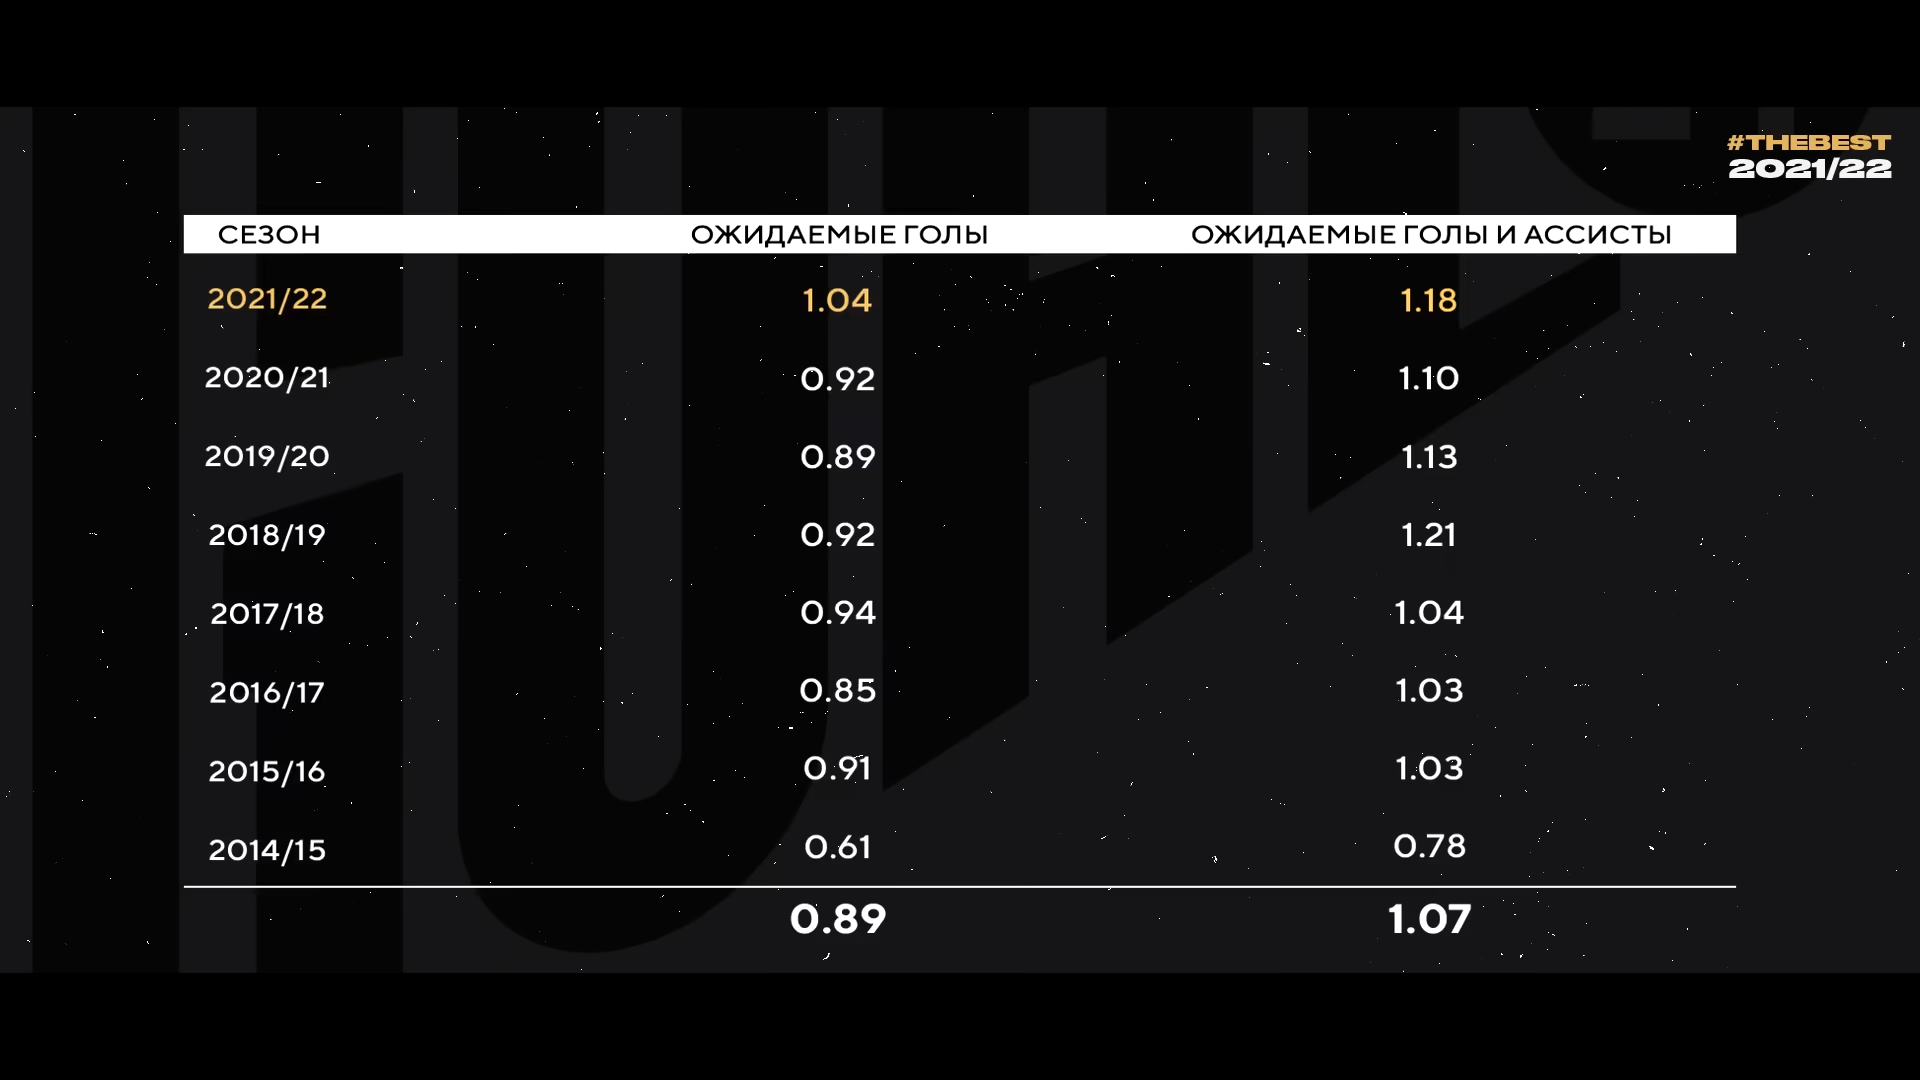 #THEBEST
2021/22
СЕЗОН ОЖИДАЕМЫЕ ГОЛЫ ОЖИДАЕМЫЕ ГОЛЫ И АССИСТЫ
2021/22 1.04 1.18
2020/21 0.92 1.10
2019/20 0.89 1.13
2018/19 0.92 1.21
2017/18 0.94 1.04
2016/17 0.85 1.03
2015/16 0.91 1.03
2014/15 0.61 0.78
0.89 1.07